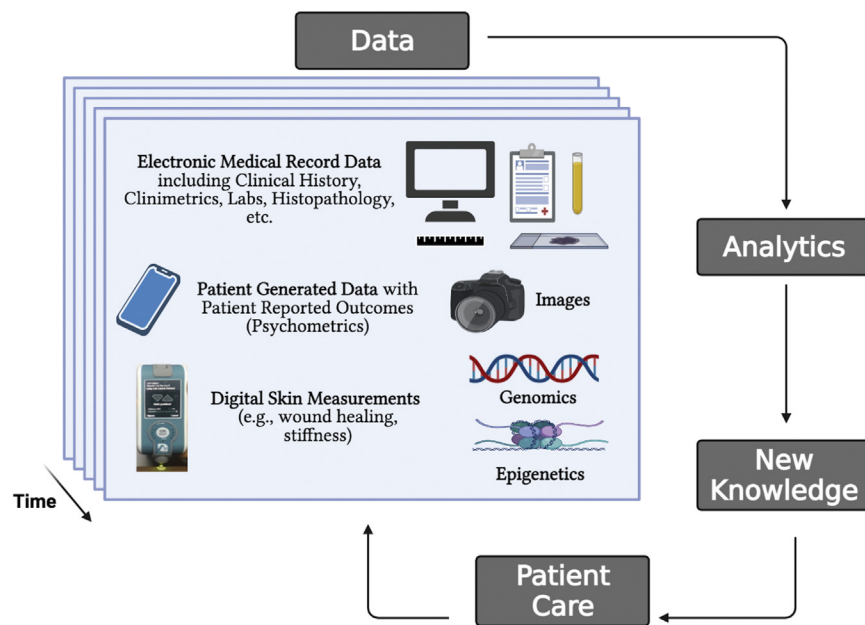 Data
Electronic Medical Record Data
including Clinical History,
Clinimetrics, Labs, Histopathology,
etc.
Analytics
Patient Generated Data with
Patient Reported Outcomes
(Psychometrics)
Images
Digital Skin Measurements
(e.g., wound healing,
stiffness)
Genomics
Epigenetics
New
Knowledge
Time
Patient
Care